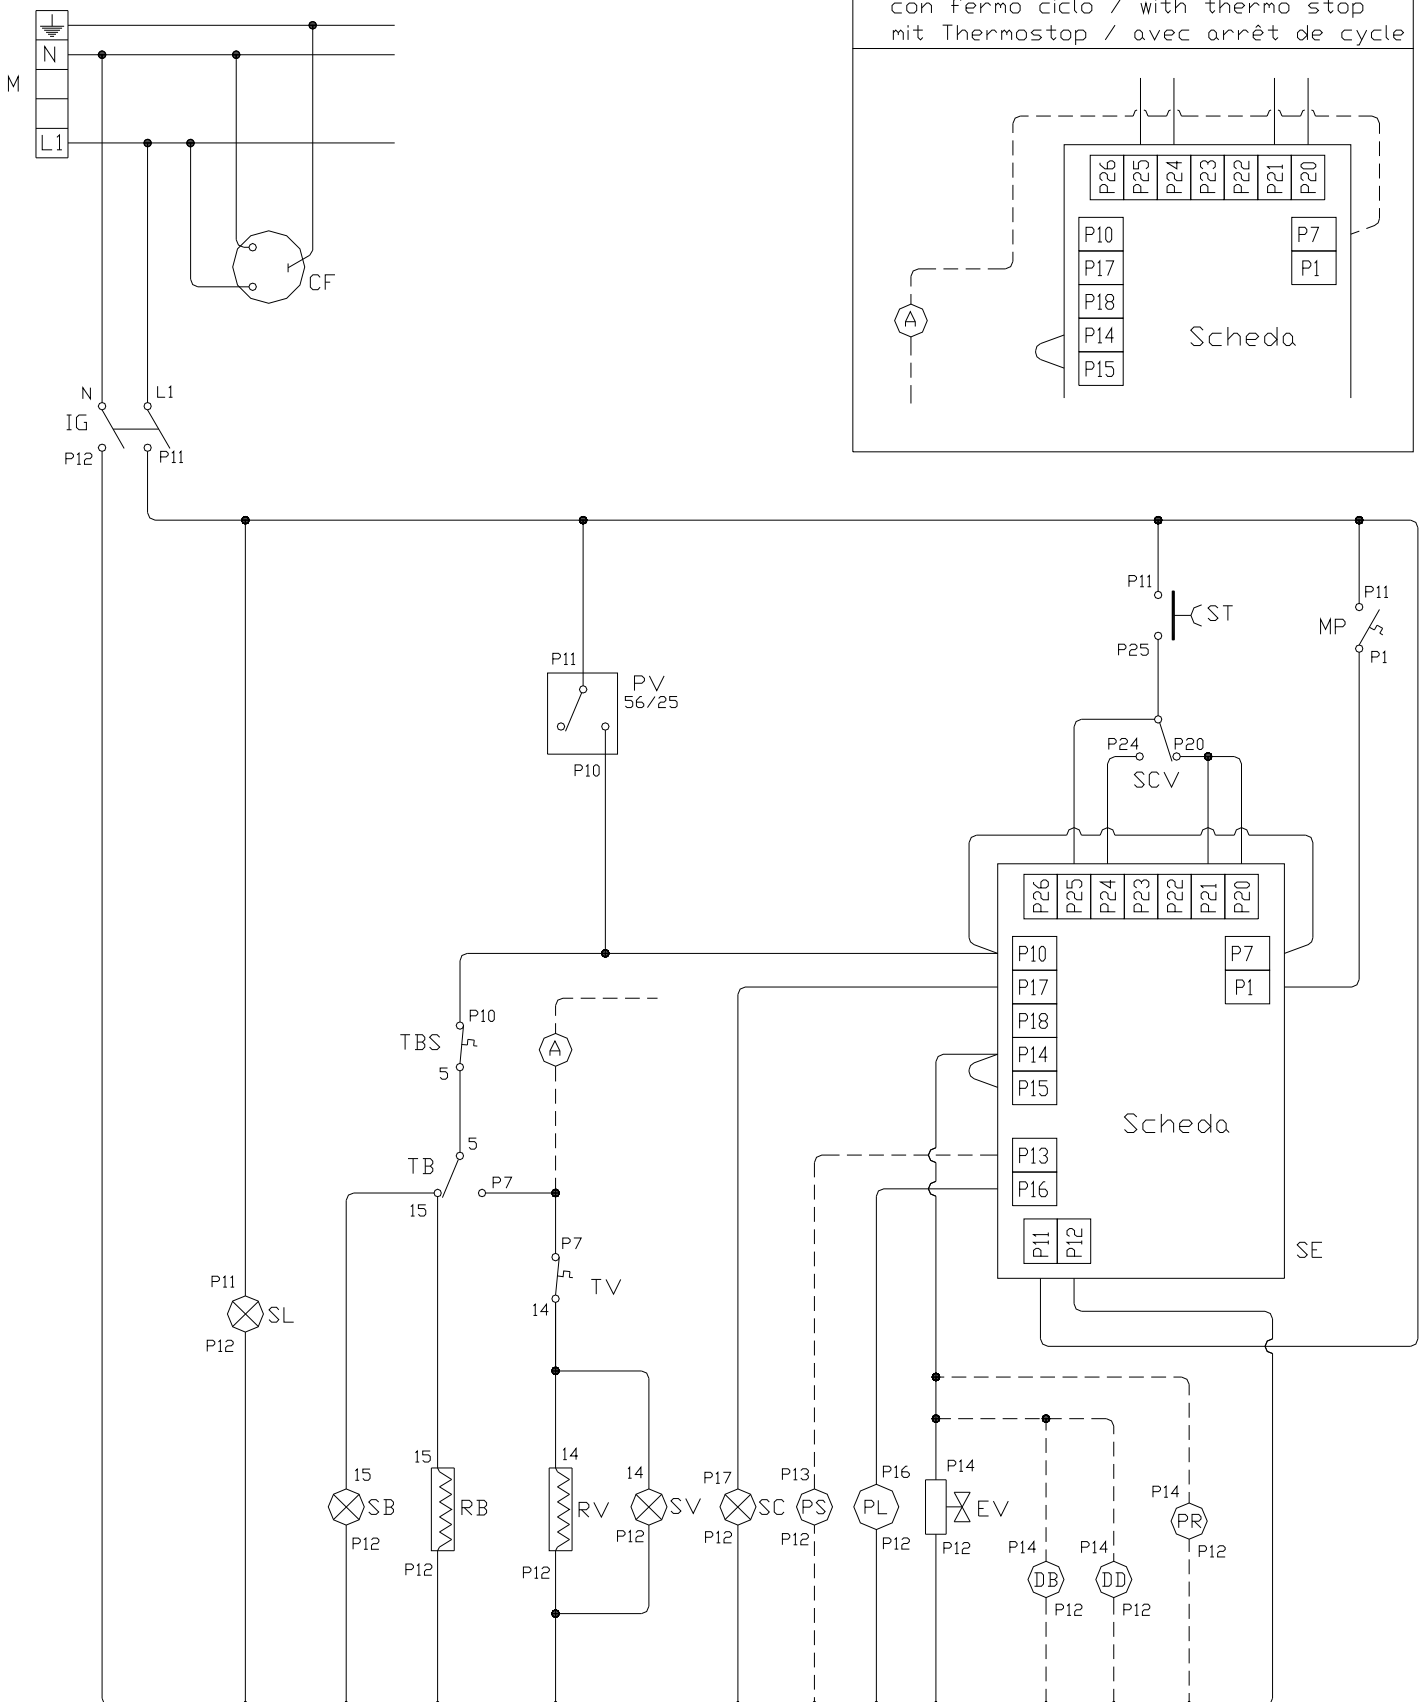 con fermo ciclo / with thermo stop
mit Thermostop / avec arrêt de cycle
N
M
L1
CF
P26 P25 P24 P23 P22 P21 P20
P10 P7
P17 P1
P18
A
P14 Scheda
P15
N L1
IG
P12 P11
P11 P11
ST MP
P25 P1
P11
PV
56/25
P10
P24 P20
SCV
P26 P25 P24 P23 P22 P21 P20
P10 P7
P17 P1
P18
P14
P15
Scheda
P13
P16
P11 P12
SE
P10
TBS A
5
5
TB
P7
15
P7
TV
14
P11
SL
P12
15 15 14 14 P17 P13 P16 P14
SB RB RV SV SC PS PL EV
P12 P12 P12 P12 P12 P12 P12 P12
P14
PR
P12
P14 P14
DB DD
P12 P12